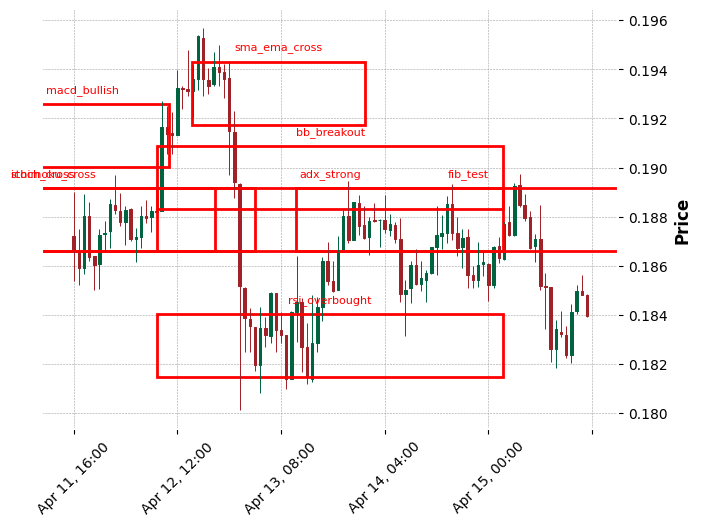 sma_ema_cross
macd_bullish
bb_breakout
adx_strong
fib_test
rsi_overbought
0.196
0.194
0.192
0.190
0.188
0.186
0.184
0.182
0.180
Price
Apr 11, 16:00
Apr 12, 12:00
Apr 13, 08:00
Apr 14, 04:00
Apr 15, 00:00